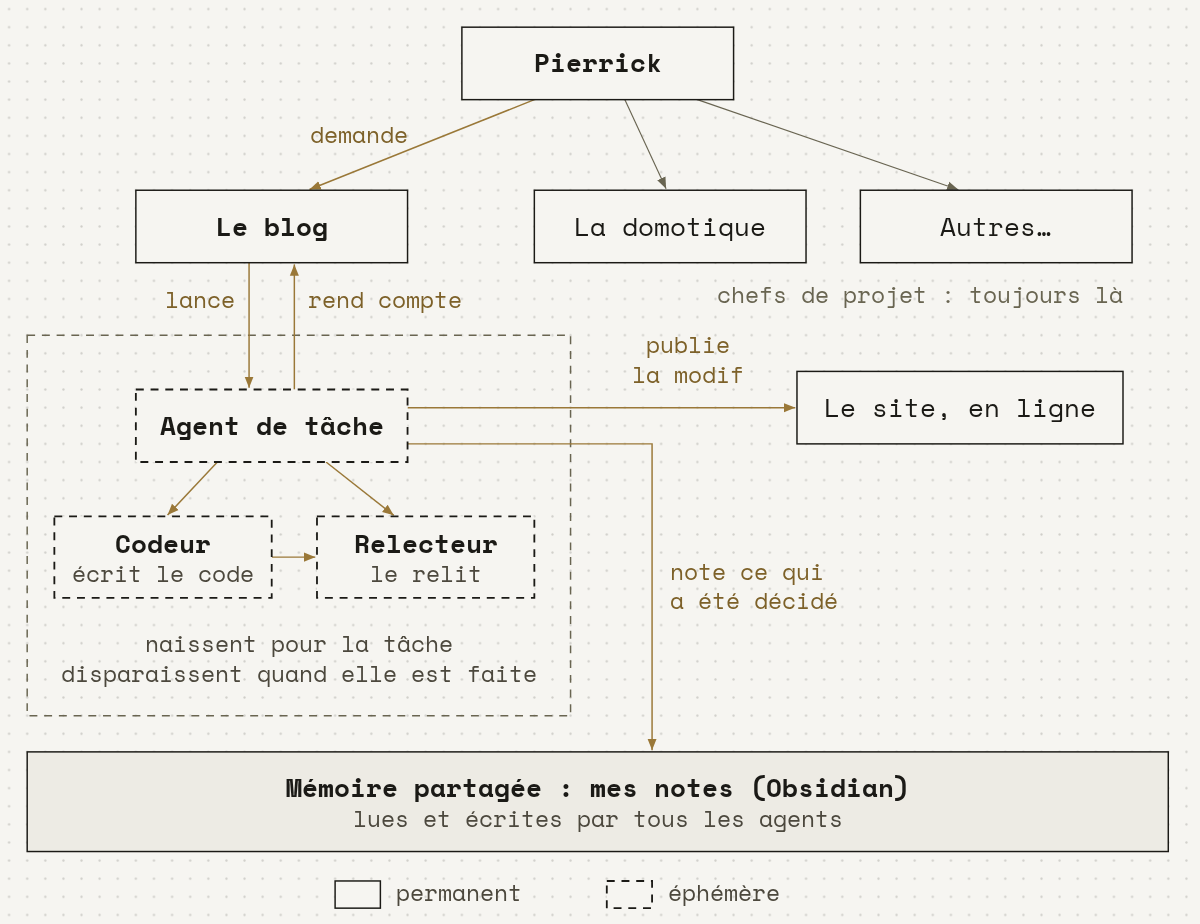 Pierrick
demande
Le blog
La domotique
Autres…
lance
rend compte
chefs de projet : toujours là
publie
la modif
Agent de tâche
Le site, en ligne
Codeur
écrit le code
Relecteur
le relit
note ce qui
a été décidé
naissent pour la tâche
disparaissent quand elle est faite
Mémoire partagée : mes notes (Obsidian)
lues et écrites par tous les agents
permanent
éphémère